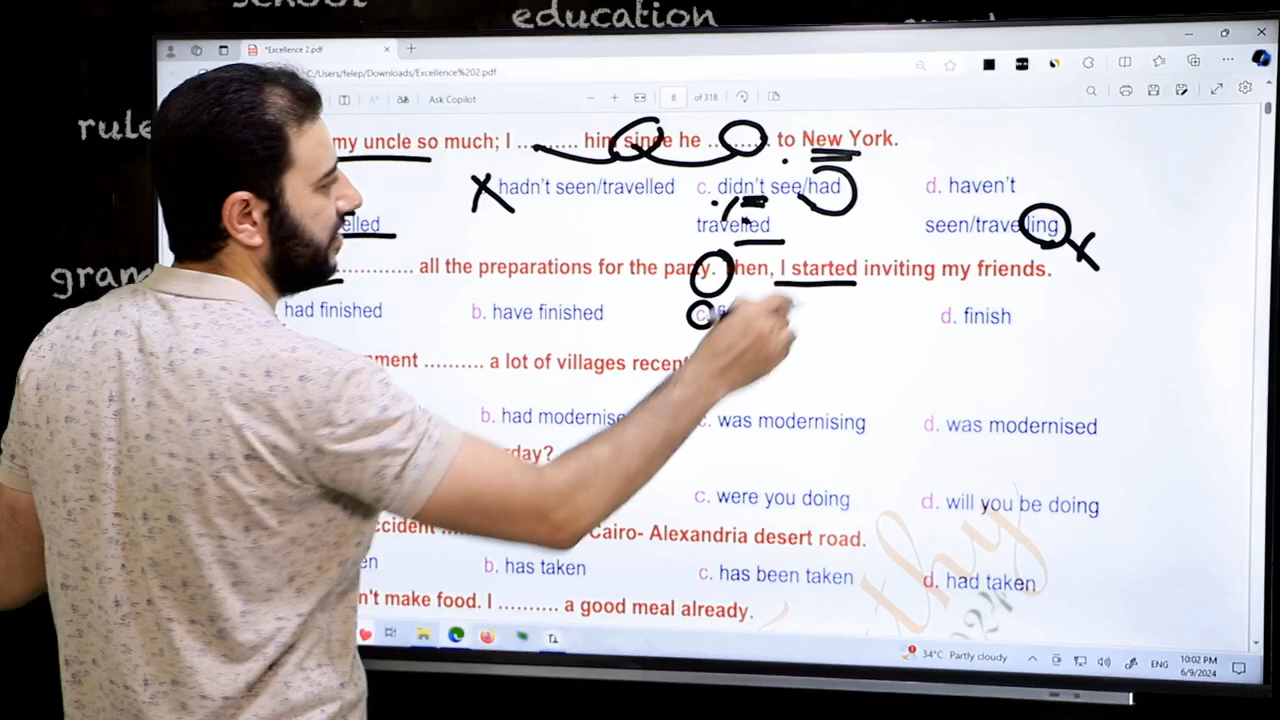 education
rule
gram
*Excellence 2.pdf
C:/Users/felep/Downloads/Excellence%202.pdf
Ask Copilot
8 of 318
my uncle so much; I .......... him since he .......... to New York.
hadn't seen/travelled c. didn't see/had d. haven't
elled travelled seen/travelling
.............. all the preparations for the party. Then, I started inviting my friends.
had finished b. have finished c. d. finish
nment .......... a lot of villages
b. had modernise c. was modernising d. was modernised
rday?
c. were you doing d. will you be doing
ccident Cairo- Alexandria desert road.
en b. has taken c. has been taken d. had taken
n't make food. I .......... a good meal already.
34°C Partly cloudy ENG 10:02 PM
6/9/2024